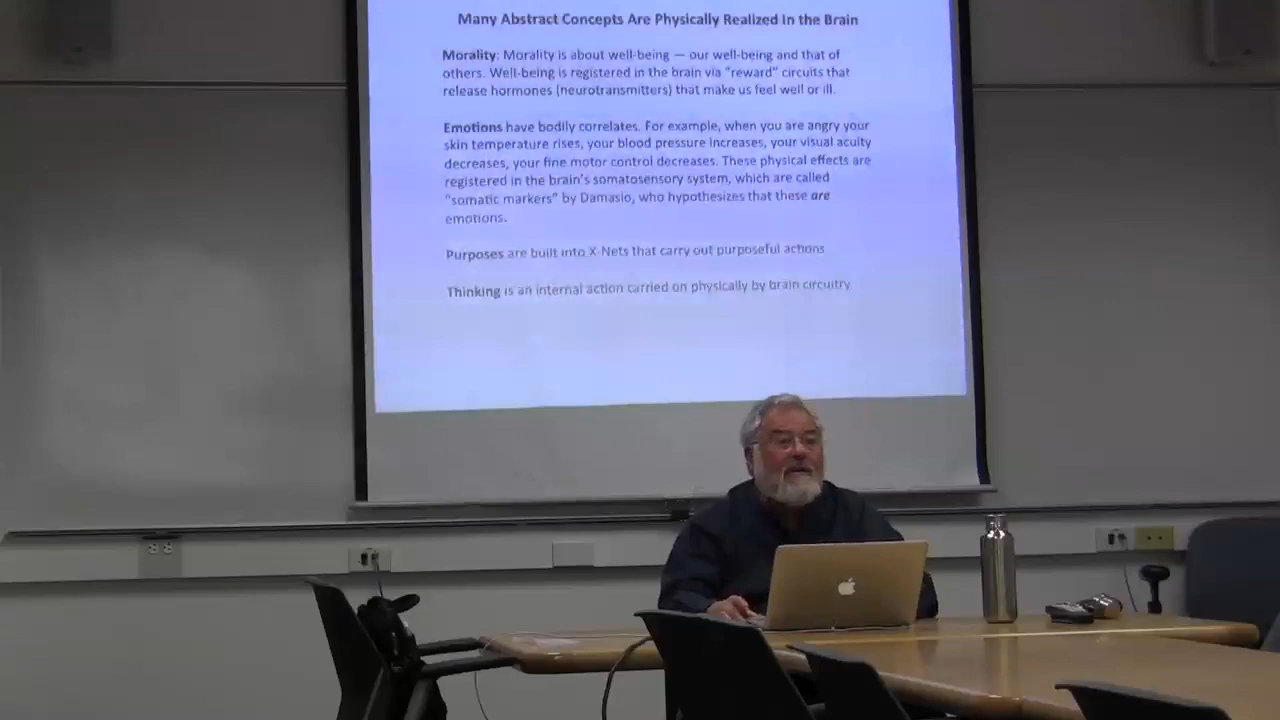 Many Abstract Concepts Are Physically Realized In the Brain
Morality: Morality is about well-being — our well-being and that of
others. Well-being is registered in the brain via "reward" circuits that
release hormones (neurotransmitters) that make us feel well or ill.
Emotions have bodily correlates. For example, when you are angry your
skin temperature rises, your blood pressure increases, your visual acuity
decreases, your fine motor control decreases. These physical effects are
registered in the brain's somatosensory system, which are called
"somatic markers" by Damasio, who hypothesizes that these are
emotions.
Purposes are built into X-Nets that carry out purposeful actions
Thinking is an internal action carried on physically by brain circuitry